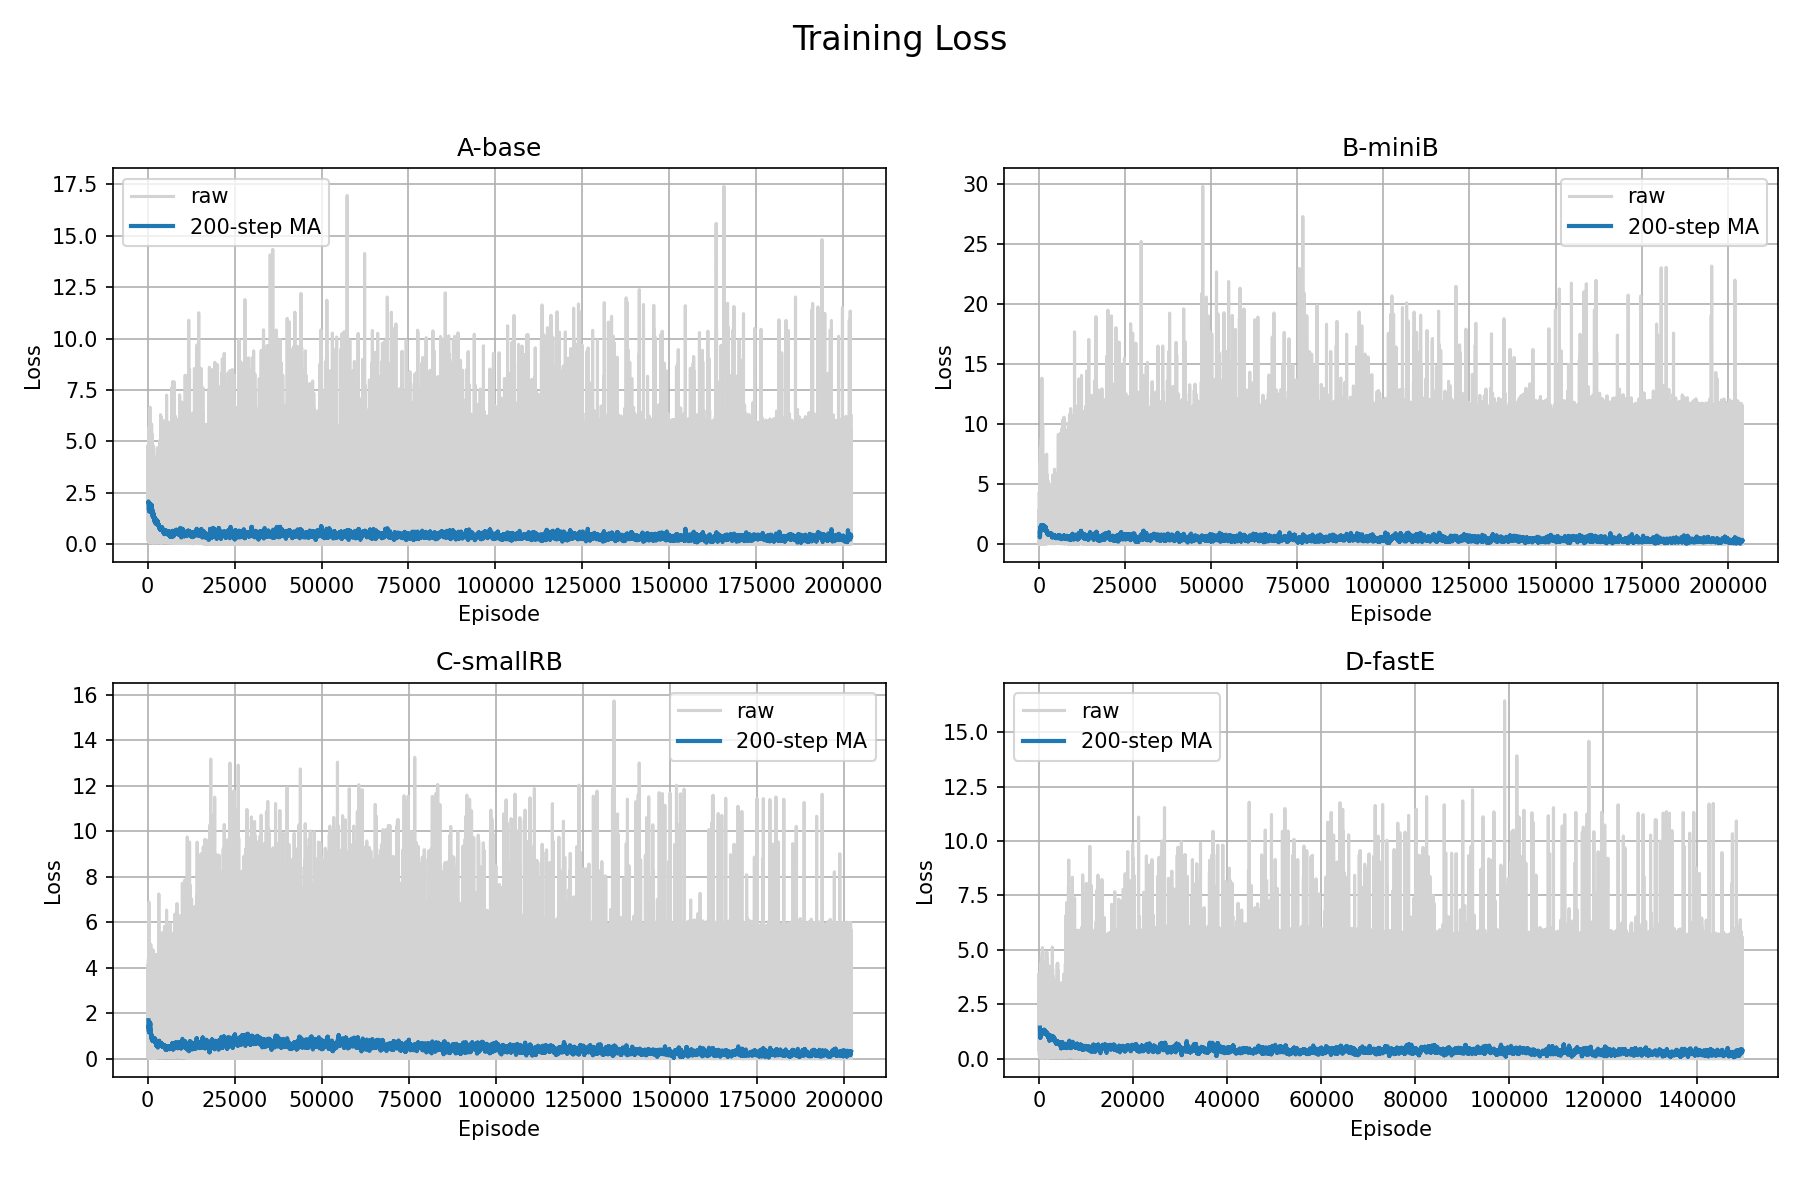 Training Loss
A-base
17.5
15.0
12.5
10.0
7.5
5.0
2.5
0.0
Loss
raw
200-step MA
0 25000 50000 75000 100000 125000 150000 175000 200000
Episode
B-miniB
30
25
20
15
10
5
0
Loss
raw
200-step MA
0 25000 50000 75000 100000 125000 150000 175000 200000
Episode
C-smallRB
16
14
12
10
8
6
4
2
0
Loss
raw
200-step MA
0 25000 50000 75000 100000 125000 150000 175000 200000
Episode
D-fastE
15.0
12.5
10.0
7.5
5.0
2.5
0.0
Loss
raw
200-step MA
0 20000 40000 60000 80000 100000 120000 140000
Episode